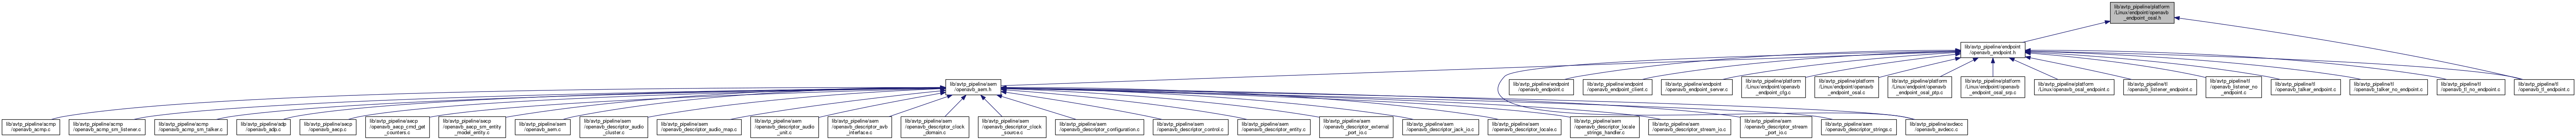 lib/avtp_pipeline/platform
/Linux/endpoint/openavb
_endpoint_osal.h
lib/avtp_pipeline/endpoint
/openavb_endpoint.h
lib/avtp_pipeline/aem
/openavb_aem.h
lib/avtp_pipeline/endpoint
/openavb_endpoint.c
lib/avtp_pipeline/endpoint
/openavb_endpoint_client.c
lib/avtp_pipeline/endpoint
/openavb_endpoint_server.c
lib/avtp_pipeline/platform
/Linux/endpoint/openavb
_endpoint_cfg.c
lib/avtp_pipeline/platform
/Linux/endpoint/openavb
_endpoint_osal.c
lib/avtp_pipeline/platform
/Linux/endpoint/openavb
_endpoint_osal_ptp.c
lib/avtp_pipeline/platform
/Linux/endpoint/openavb
_endpoint_osal_srp.c
lib/avtp_pipeline/platform
/Linux/openavb_osal_endpoint.c
lib/avtp_pipeline/tl
/openavb_listener_endpoint.c
lib/avtp_pipeline/tl
/openavb_listener_no
_endpoint.c
lib/avtp_pipeline/tl
/openavb_talker_endpoint.c
lib/avtp_pipeline/tl
/openavb_talker_no_endpoint.c
lib/avtp_pipeline/tl
/openavb_tl_no_endpoint.c
lib/avtp_pipeline/tl
/openavb_tl_endpoint.c
lib/avtp_pipeline/acmp
/openavb_acmp.c
lib/avtp_pipeline/acmp
/openavb_acmp_sm_listener.c
lib/avtp_pipeline/acmp
/openavb_acmp_sm_talker.c
lib/avtp_pipeline/adp
/openavb_adp.c
lib/avtp_pipeline/aecp
/openavb_aecp.c
lib/avtp_pipeline/aecp
/openavb_aecp_cmd_get
_counters.c
lib/avtp_pipeline/aecp
/openavb_aecp_sm_entity
_model_entity.c
lib/avtp_pipeline/aem
/openavb_aem.c
lib/avtp_pipeline/aem
/openavb_descriptor_audio
_cluster.c
lib/avtp_pipeline/aem
/openavb_descriptor_audio_map.c
lib/avtp_pipeline/aem
/openavb_descriptor_audio
_unit.c
lib/avtp_pipeline/aem
/openavb_descriptor_avb
_interface.c
lib/avtp_pipeline/aem
/openavb_descriptor_clock
_domain.c
lib/avtp_pipeline/aem
/openavb_descriptor_clock
_source.c
lib/avtp_pipeline/aem
/openavb_descriptor_configuration.c
lib/avtp_pipeline/aem
/openavb_descriptor_control.c
lib/avtp_pipeline/aem
/openavb_descriptor_entity.c
lib/avtp_pipeline/aem
/openavb_descriptor_external
_port_io.c
lib/avtp_pipeline/aem
/openavb_descriptor_jack_io.c
lib/avtp_pipeline/aem
/openavb_descriptor_locale.c
lib/avtp_pipeline/aem
/openavb_descriptor_locale
_strings_handler.c
lib/avtp_pipeline/aem
/openavb_descriptor_stream_io.c
lib/avtp_pipeline/aem
/openavb_descriptor_stream
_port_io.c
lib/avtp_pipeline/aem
/openavb_descriptor_strings.c
lib/avtp_pipeline/avdecc
/openavb_avdecc.c